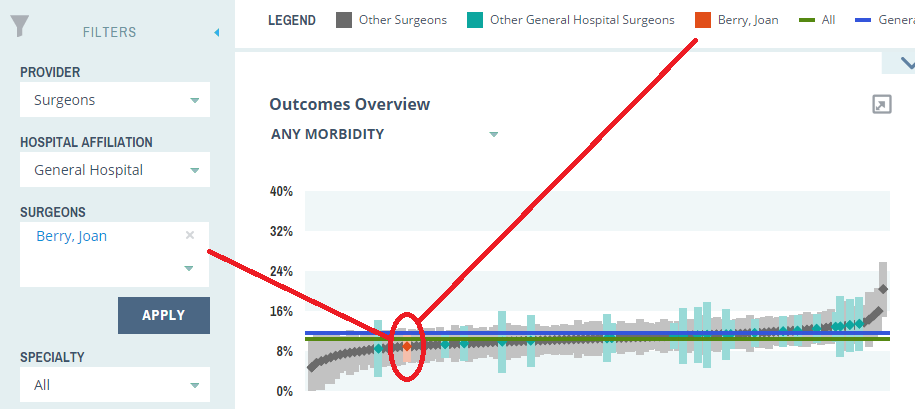 FILTERS
PROVIDER
Surgeons
HOSPITAL AFFILIATION
General Hospital
SURGEONS
Berry, Joan ×
APPLY
SPECIALTY
All
LEGEND Other Surgeons Other General Hospital Surgeons Berry, Joan All Genera
Outcomes Overview
ANY MORBIDITY
40%
32%
24%
16%
8%
0%